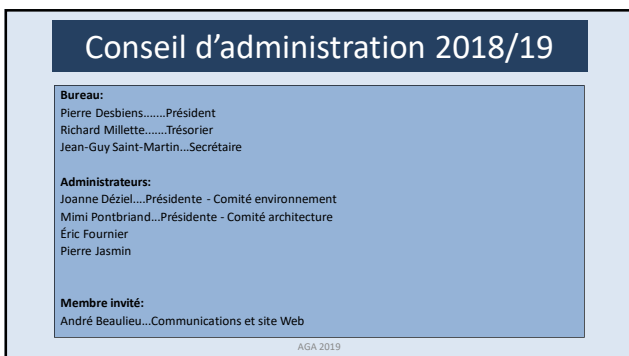 Conseil d’administration 2018/19
Bureau:
Pierre Desbiens.......Président
Richard Millette.......Trésorier
Jean-Guy Saint-Martin...Secrétaire
Administrateurs:
Joanne Déziel....Présidente - Comité environnement
Mimi Pontbriand...Présidente - Comité architecture
Éric Fournier
Pierre Jasmin
Membre invité:
André Beaulieu...Communications et site Web
AGA 2019